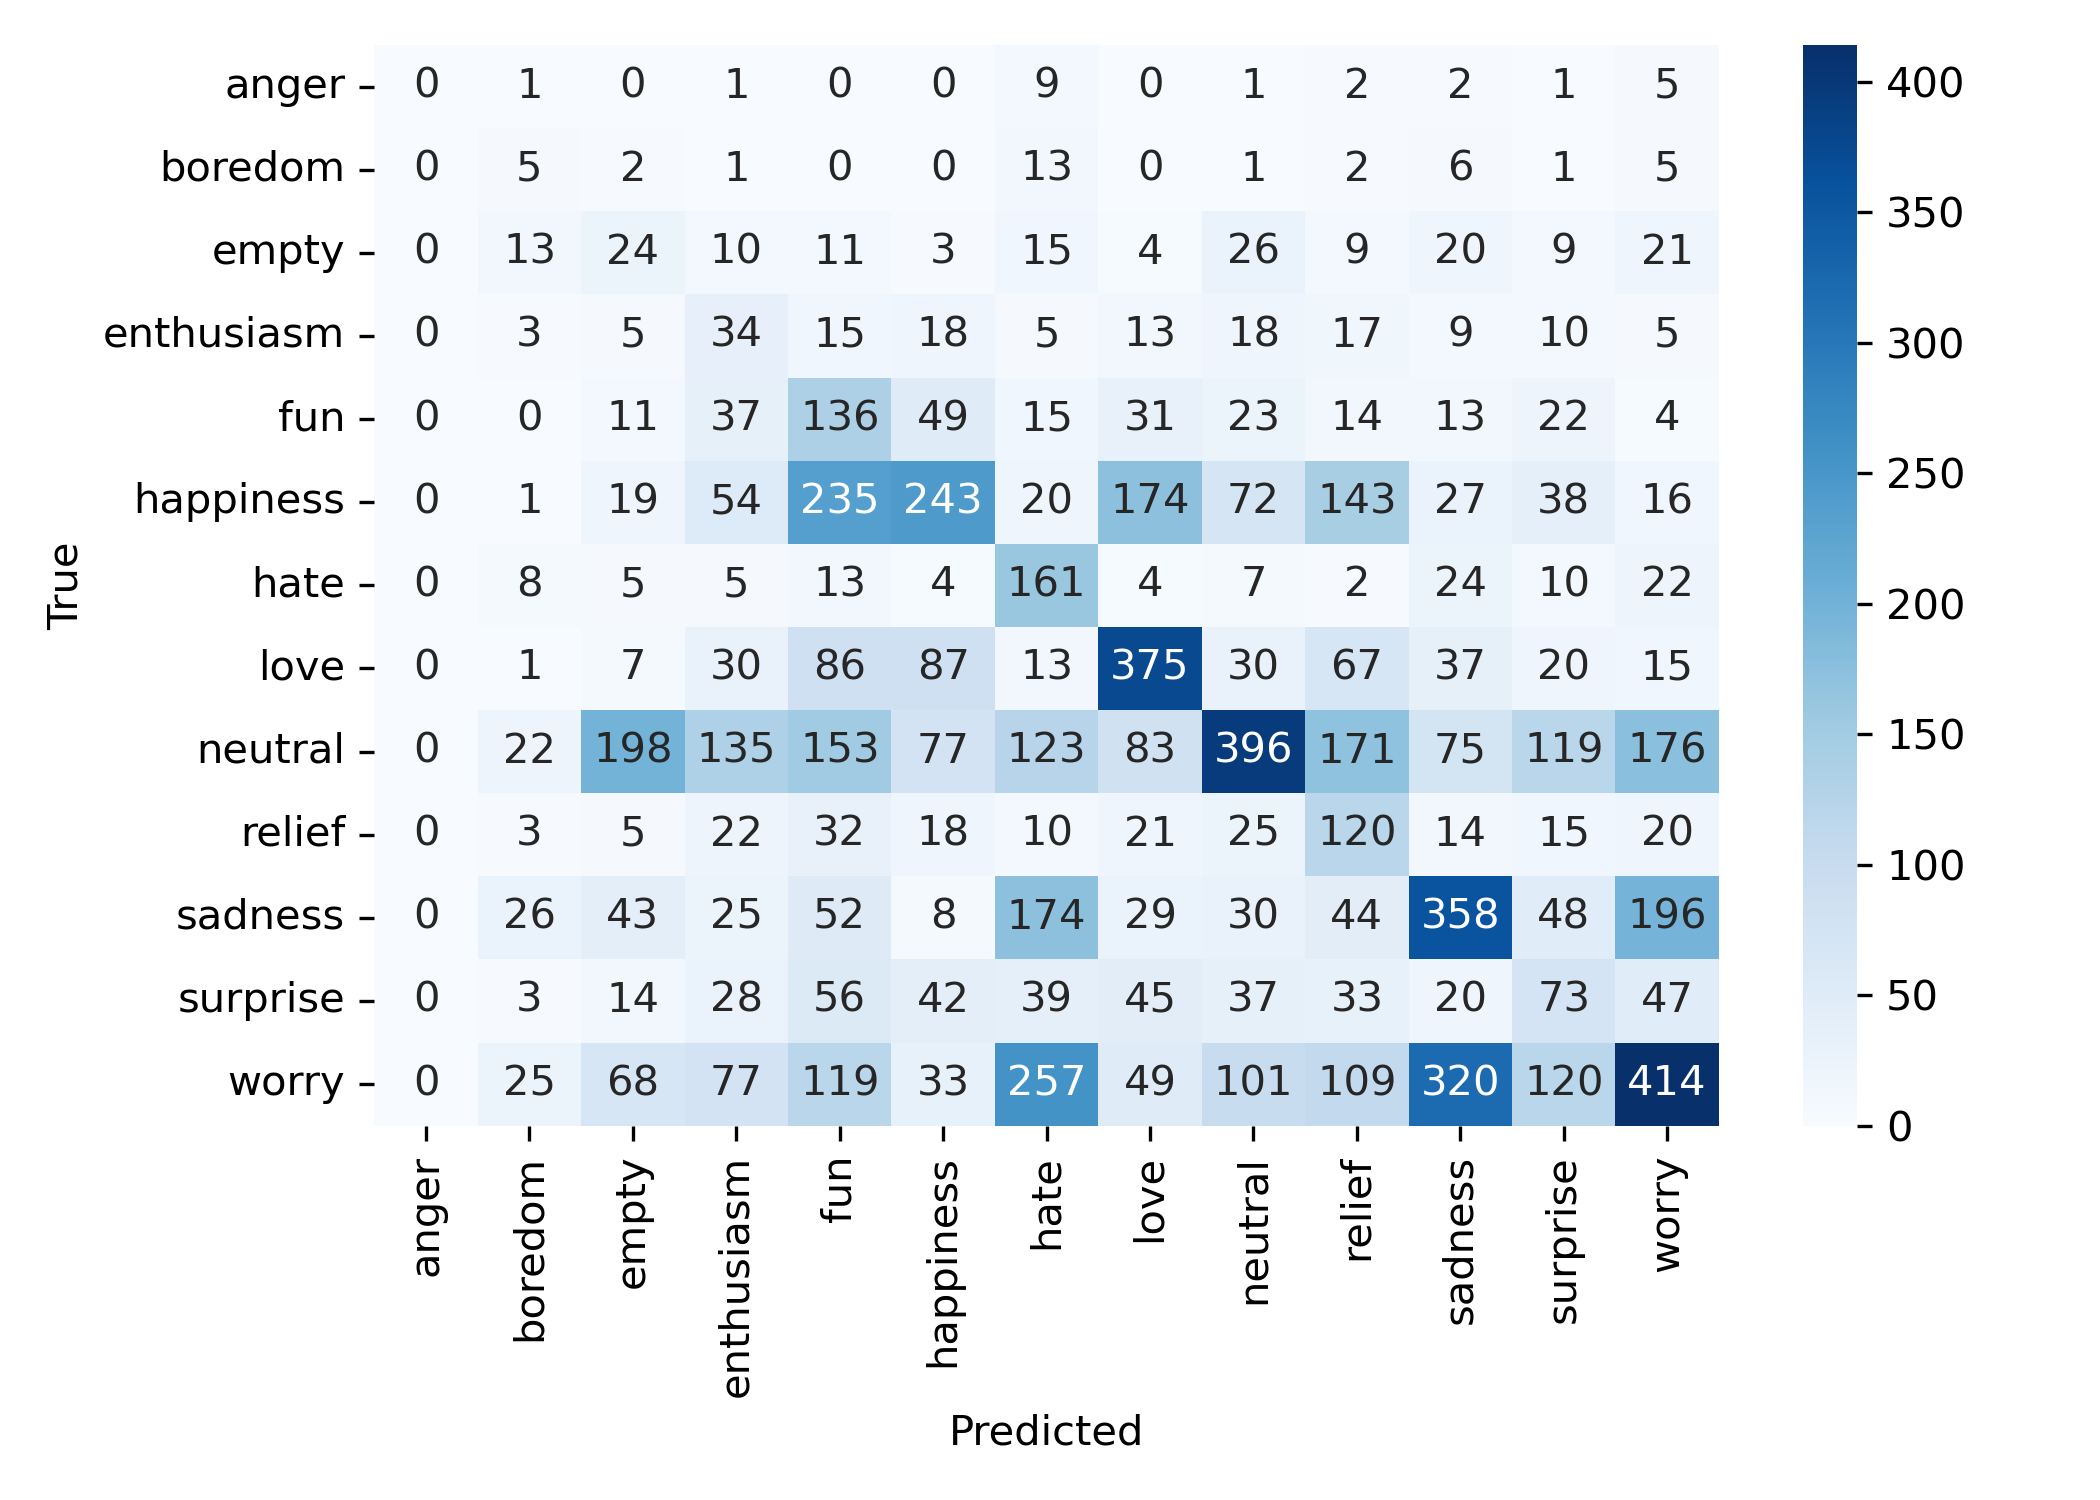 anger 0 1 0 1 0 0 9 0 1 2 2 1 5
boredom 0 5 2 1 0 0 13 0 1 2 6 1 5
empty 0 13 24 10 11 3 15 4 26 9 20 9 21
enthusiasm 0 3 5 34 15 18 5 13 18 17 9 10 5
fun 0 0 11 37 136 49 15 31 23 14 13 22 4
happiness 0 1 19 54 235 243 20 174 72 143 27 38 16
hate 0 8 5 5 13 4 161 4 7 2 24 10 22
love 0 1 7 30 86 87 13 375 30 67 37 20 15
neutral 0 22 198 135 153 77 123 83 396 171 75 119 176
relief 0 3 5 22 32 18 10 21 25 120 14 15 20
sadness 0 26 43 25 52 8 174 29 30 44 358 48 196
surprise 0 3 14 28 56 42 39 45 37 33 20 73 47
worry 0 25 68 77 119 33 257 49 101 109 320 120 414
True
anger boredom empty enthusiasm fun happiness hate love neutral relief sadness surprise worry
Predicted
400
350
300
250
200
150
100
50
0